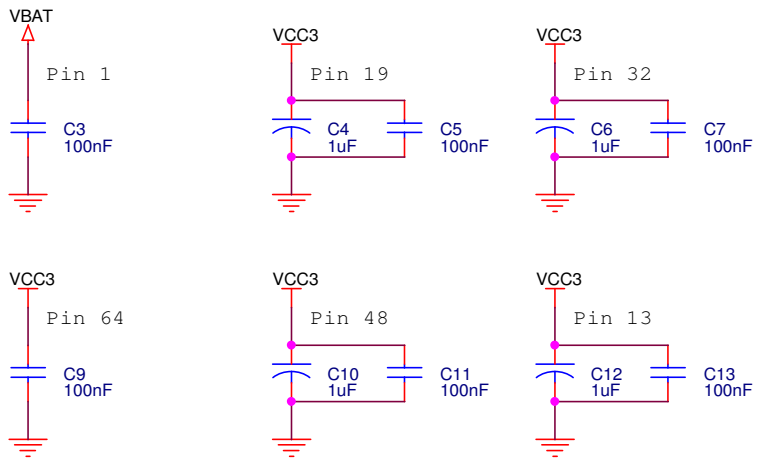 VBAT
Pin 1
C3
100nF
VCC3
Pin 19
C4
1uF
C5
100nF
VCC3
Pin 32
C6
1uF
C7
100nF
VCC3
Pin 64
C9
100nF
VCC3
Pin 48
C10
1uF
C11
100nF
VCC3
Pin 13
C12
1uF
C13
100nF